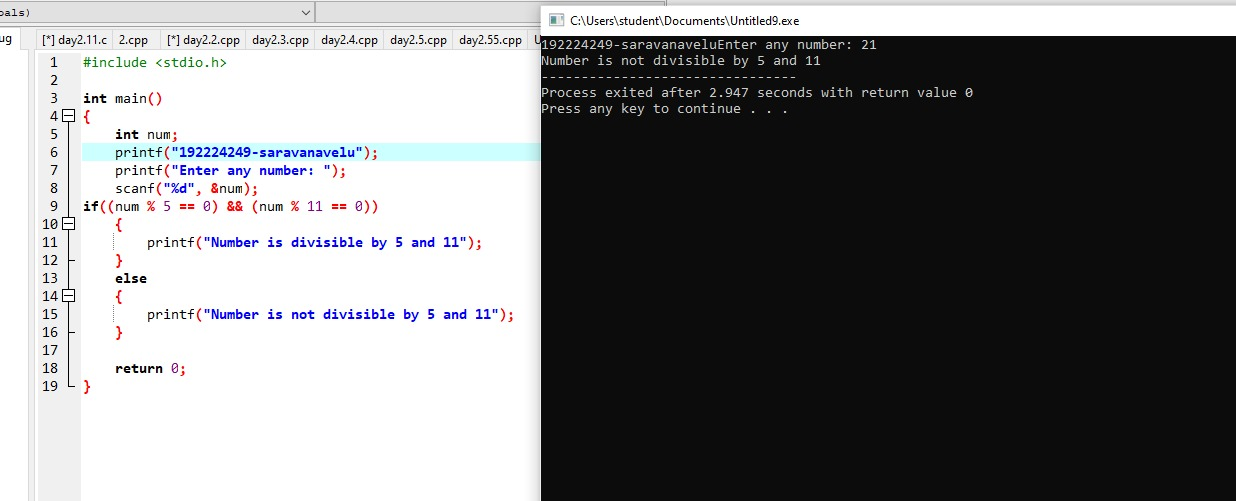 oals)
ug
[*] day2.11.c 2.cpp [*] day2.2.cpp day2.3.cpp day2.4.cpp day2.5.cpp day2.55.cpp U
1 #include <stdio.h>
2
3 int main()
4 {
5 int num;
6 printf("192224249-saravanavelu");
7 printf("Enter any number: ");
8 scanf("%d", &num);
9 if((num % 5 == 0) && (num % 11 == 0))
10 {
11 printf("Number is divisible by 5 and 11");
12 }
13 else
14 {
15 printf("Number is not divisible by 5 and 11");
16 }
17
18 return 0;
19 }
C:\Users\student\Documents\Untitled9.exe
192224249-saravanaveluEnter any number: 21
Number is not divisible by 5 and 11
--------------------------------
Process exited after 2.947 seconds with return value 0
Press any key to continue . . .